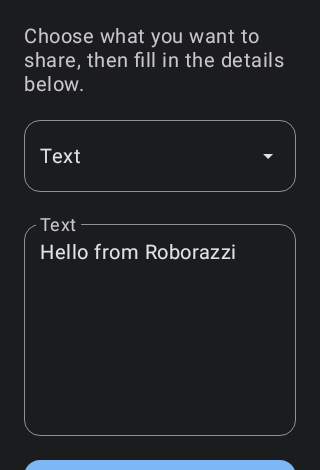 Choose what you want to
share, then fill in the details
below.
Text
Text
Hello from Roborazzi